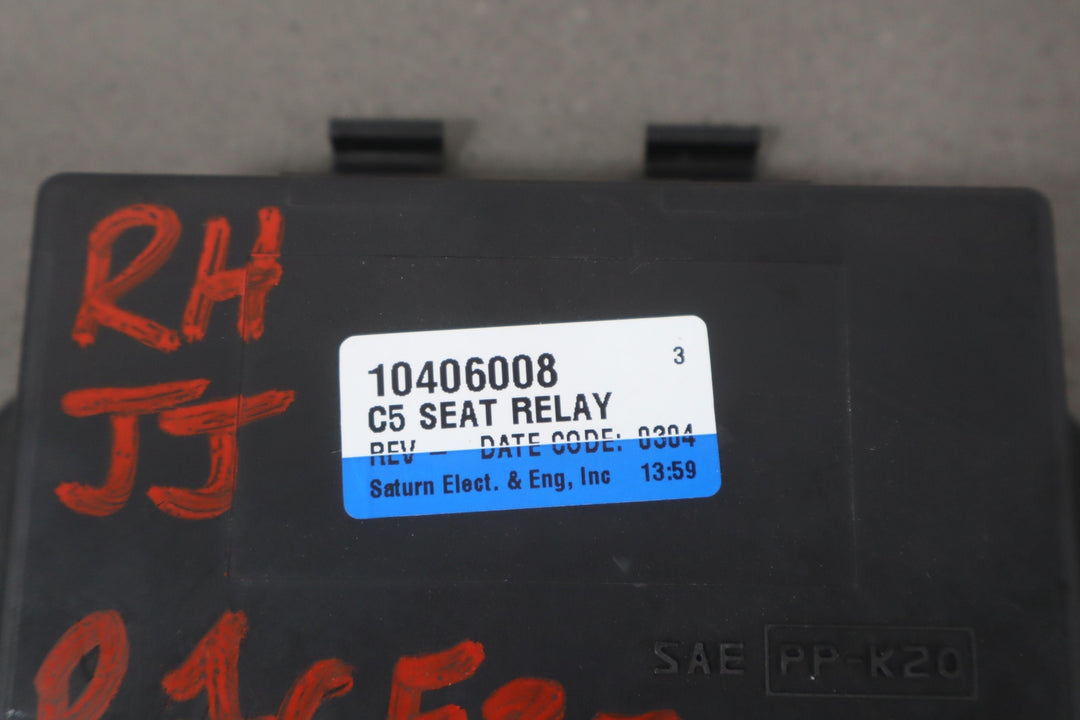 RH
JJ
10406008 3
C5 SEAT RELAY
REV - DATE CODE: 0304
Saturn Elect. & Eng, Inc 13:59
SAE PP-K20